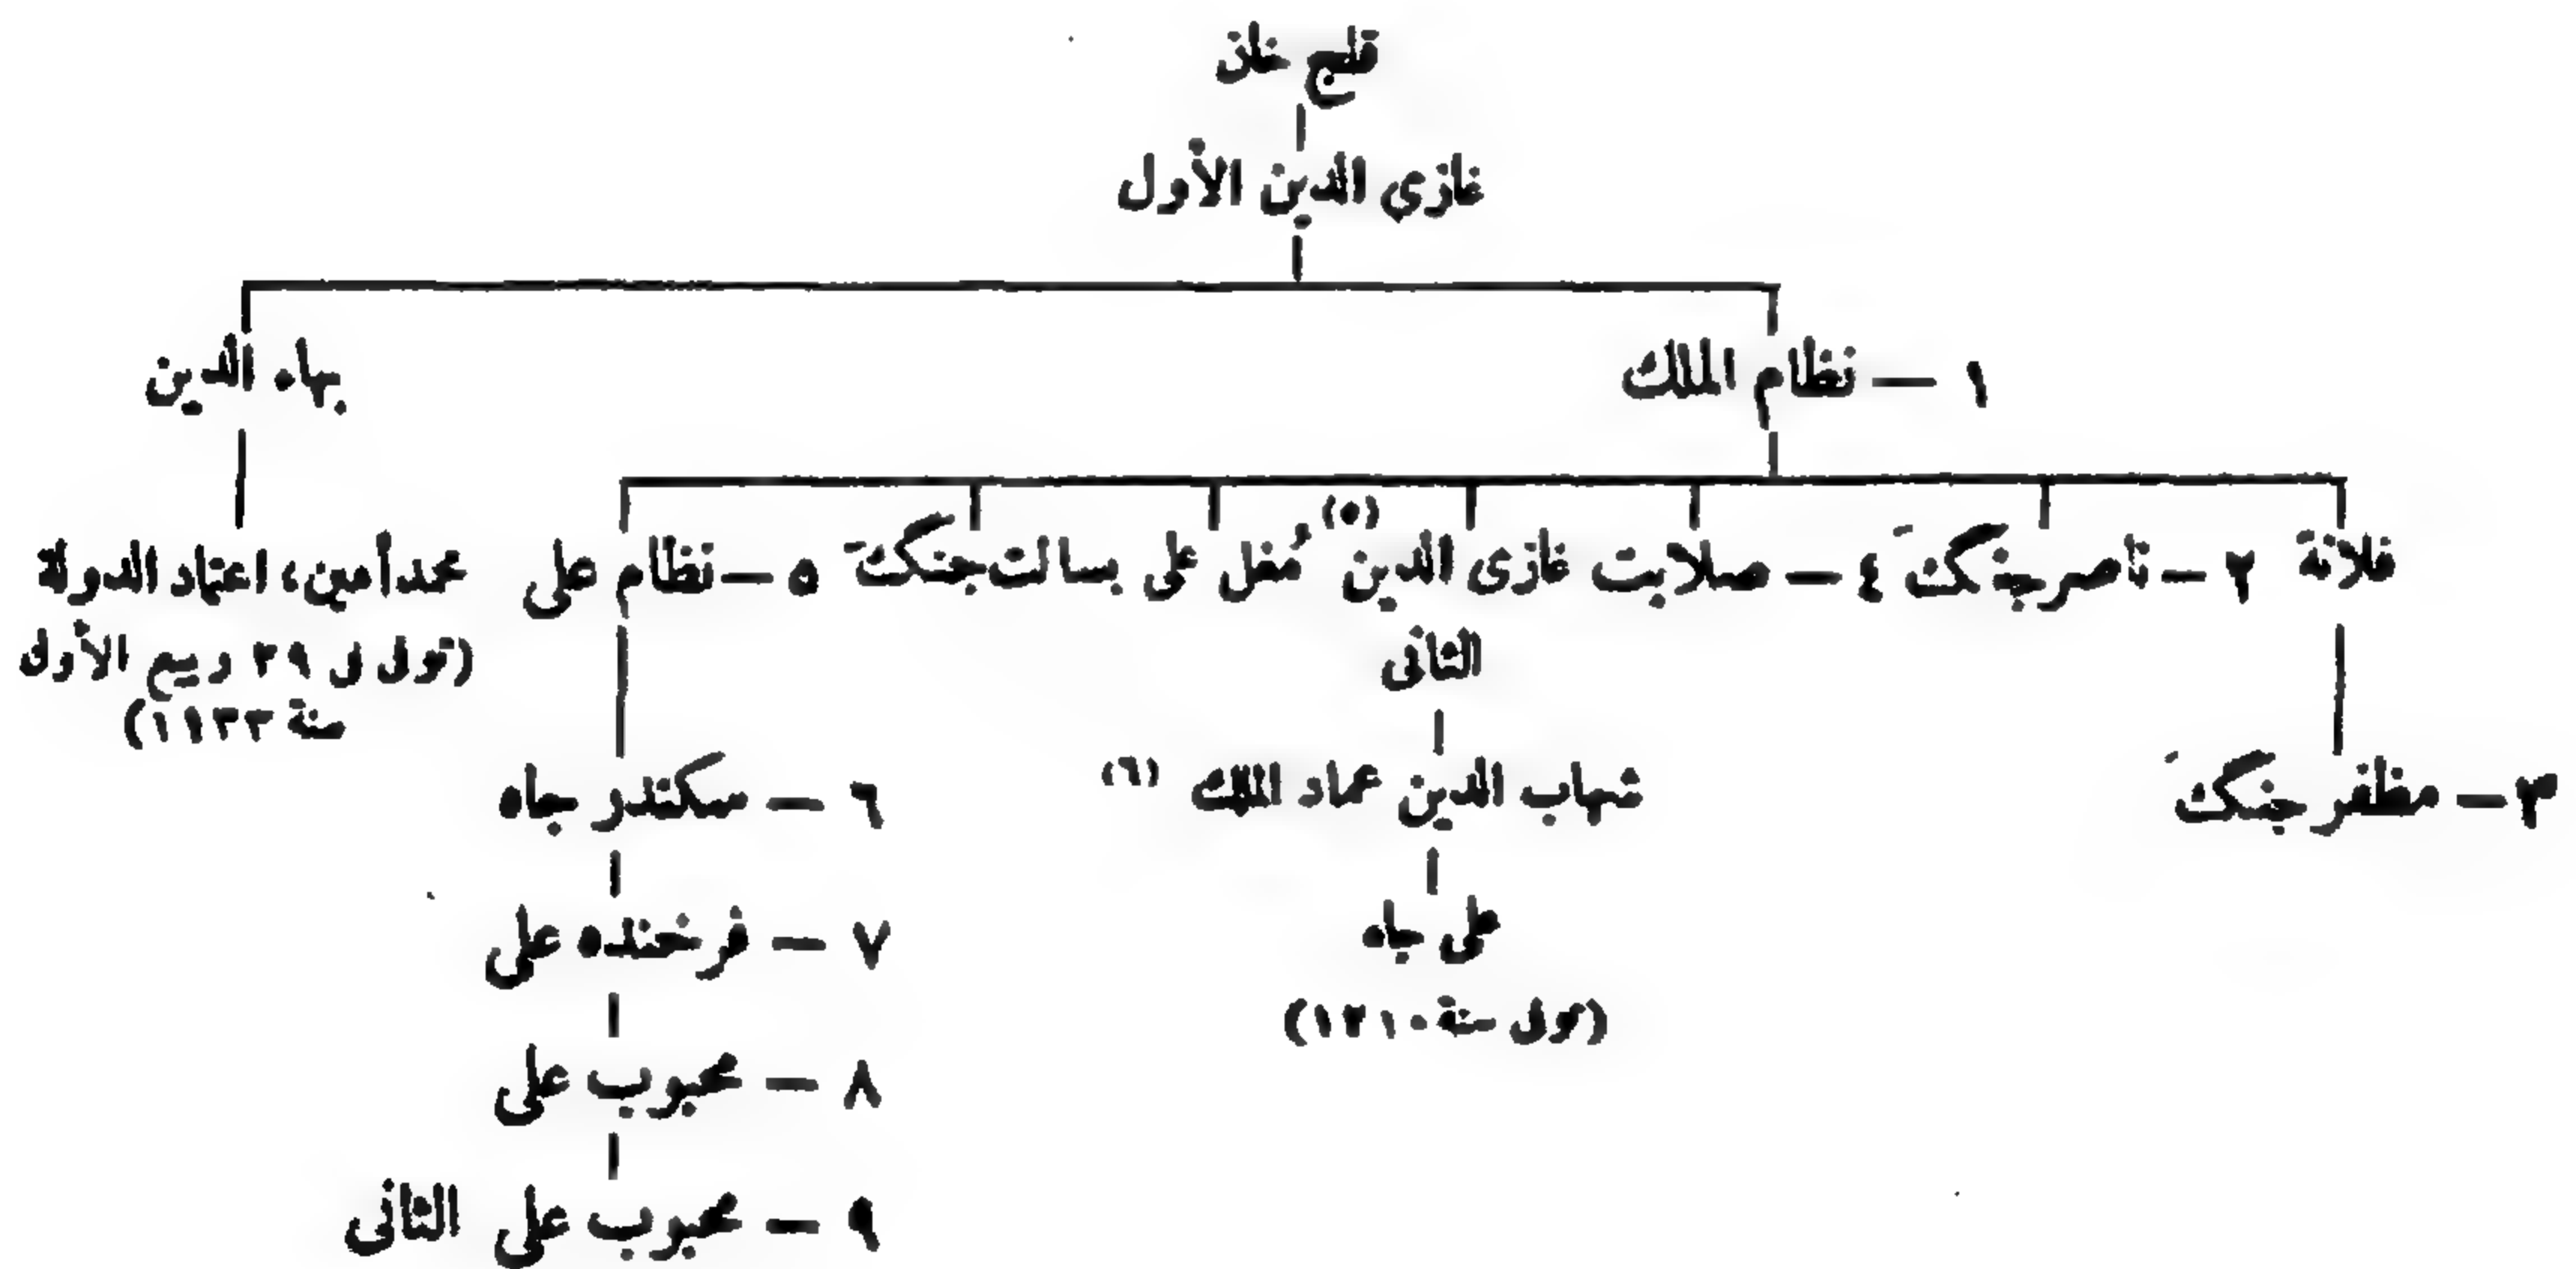 قلج خان
غازي الدين الأول
١ — نظام الملك
بهاء الدين
فلانة
٢ — ناصر جنگ
٤ — صلابت
غازى الدين (٥)
الثانى
مُغل على
بسالت جنگ
٥ — نظام على
محمد أمين، اعتماد الدولة
(توفى فى ٢٩ ربيع الأول
سنة ١١٣٣)
٣ — مظفر جنگ
شهاب الدين عماد الملك (٦)
٦ — سكندر جاه
على جاه
(توفى سنة ١٢١٠)
٧ — فرخنده على
٨ — محبوب على
٩ — محبوب على الثانى